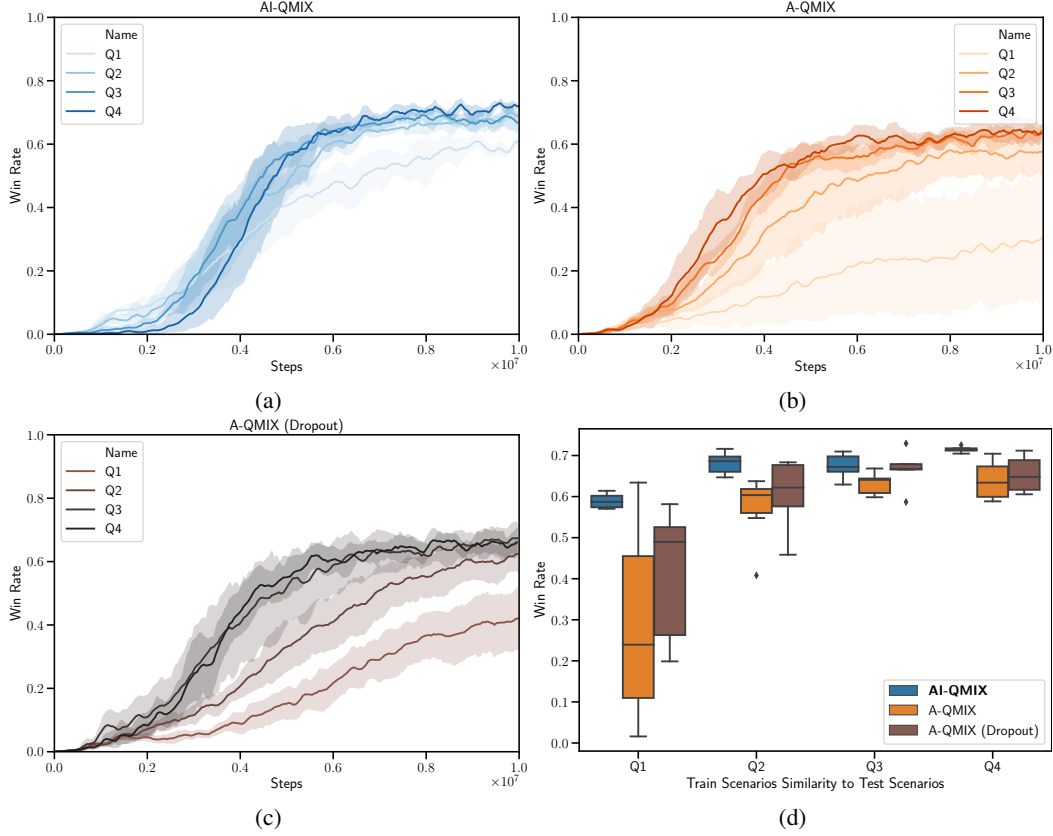 AI-QMIX
1.0
0.8
0.6
0.4
0.2
0.0
Win Rate
Name
Q1
Q2
Q3
Q4
0.0 0.2 0.4 0.6 0.8 1.0
Steps
×10⁷
(a)
A-QMIX
1.0
0.8
0.6
0.4
0.2
0.0
Win Rate
Name
Q1
Q2
Q3
Q4
0.0 0.2 0.4 0.6 0.8 1.0
Steps
×10⁷
(b)
A-QMIX (Dropout)
1.0
0.8
0.6
0.4
0.2
0.0
Win Rate
Name
Q1
Q2
Q3
Q4
0.0 0.2 0.4 0.6 0.8 1.0
Steps
×10⁷
(c)
0.7
0.6
0.5
0.4
0.3
0.2
0.1
0.0
Win Rate
AI-QMIX
A-QMIX
A-QMIX (Dropout)
Q1 Q2 Q3 Q4
Train Scenarios Similarity to Test Scenarios
(d)